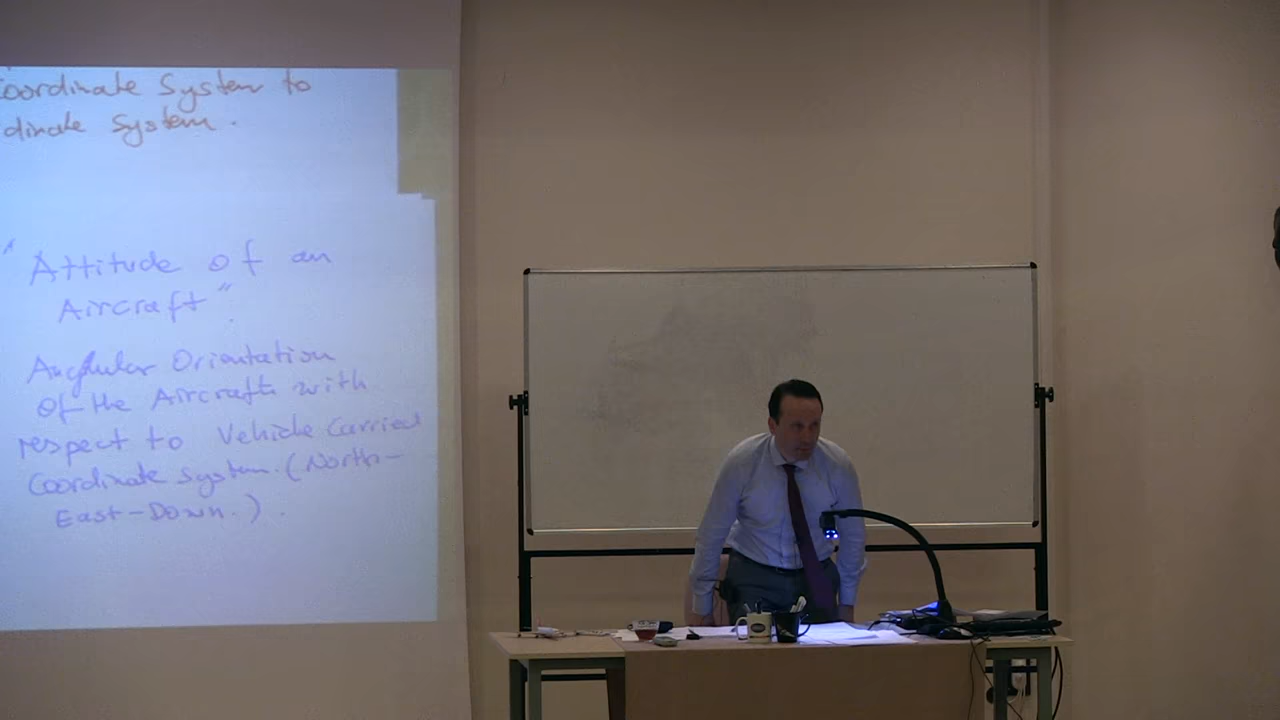 Coordinate System to
dinate System.
"Attitude of an
Aircraft".
Angular Orientation
Of the Aircraft with
respect to Vehicle Carried
Coordinate System. (North-
East-Down.).